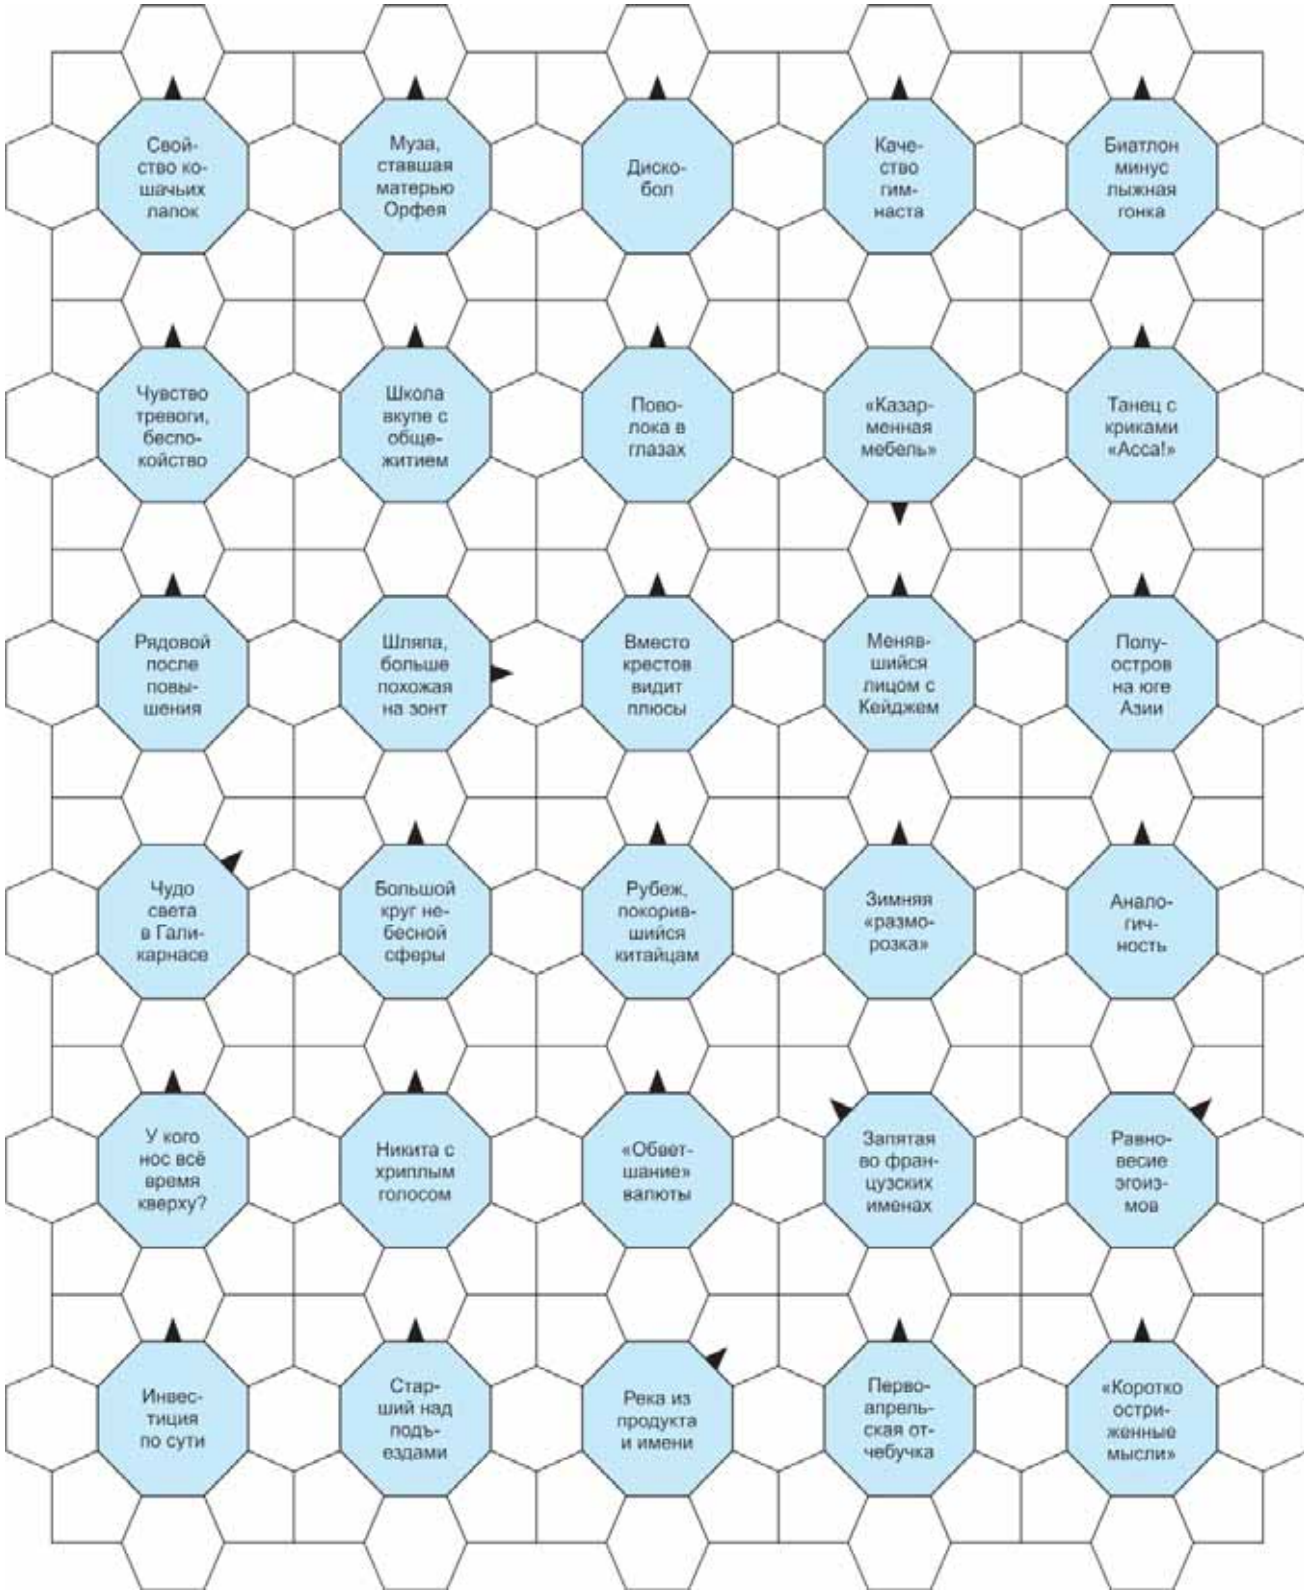 Свой-
ство ко-
шачьих
лапок
Муза,
ставшая
матерью
Орфея
Диско-
бол
Каче-
ство
гим-
наста
Биатлон
минус
лыжная
гонка
Чувство
тревоги,
беспо-
койство
Школа
вкупе с
обще-
житием
Пово-
лока в
глазах
«Казар-
менная
мебель»
Танец с
криками
«Асса!»
Рядовой
после
повы-
шения
Шляпа,
больше
похожая
на зонт
Вместо
крестов
видит
плюсы
Меняв-
шийся
лицом с
Кейджем
Полу-
остров
на юге
Азии
Чудо
света
в Гали-
карнасе
Большой
круг не-
бесной
сферы
Рубеж,
покорив-
шийся
китайцам
Зимняя
«размо-
розка»
Анало-
гич-
ность
У кого
нос всё
время
кверху?
Никита с
хриплым
голосом
«Обвет-
шание»
валюты
Запятая
во фран-
цузских
именах
Равно-
весие
эгоиз-
мов
Инвес-
тиция
по сути
Стар-
ший над
подъ-
ездами
Река из
продукта
и имени
Перво-
апрель-
ская от-
чебучка
«Коротко
остри-
женные
мысли»